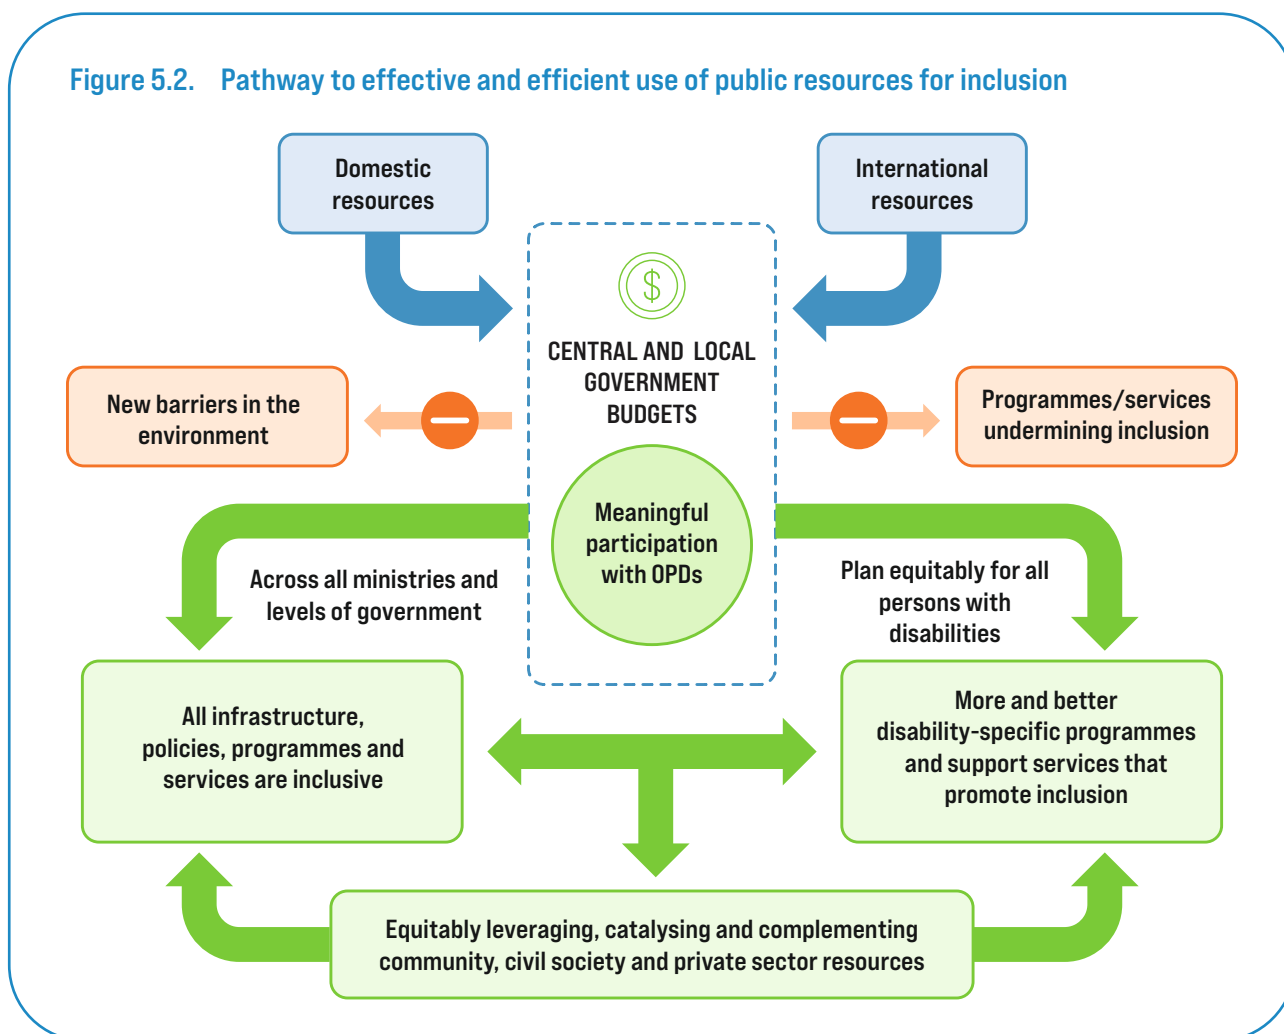 Figure 5.2. Pathway to effective and efficient use of public resources for inclusion
Domestic
resources
International
resources
$
CENTRAL AND LOCAL
GOVERNMENT
BUDGETS
New barriers in the
environment
Programmes/services
undermining inclusion
Meaningful
participation
with OPDs
Across all ministries and
levels of government
Plan equitably for all
persons with
disabilities
All infrastructure,
policies, programmes and
services are inclusive
More and better
disability-specific programmes
and support services that
promote inclusion
Equitably leveraging, catalysing and complementing
community, civil society and private sector resources